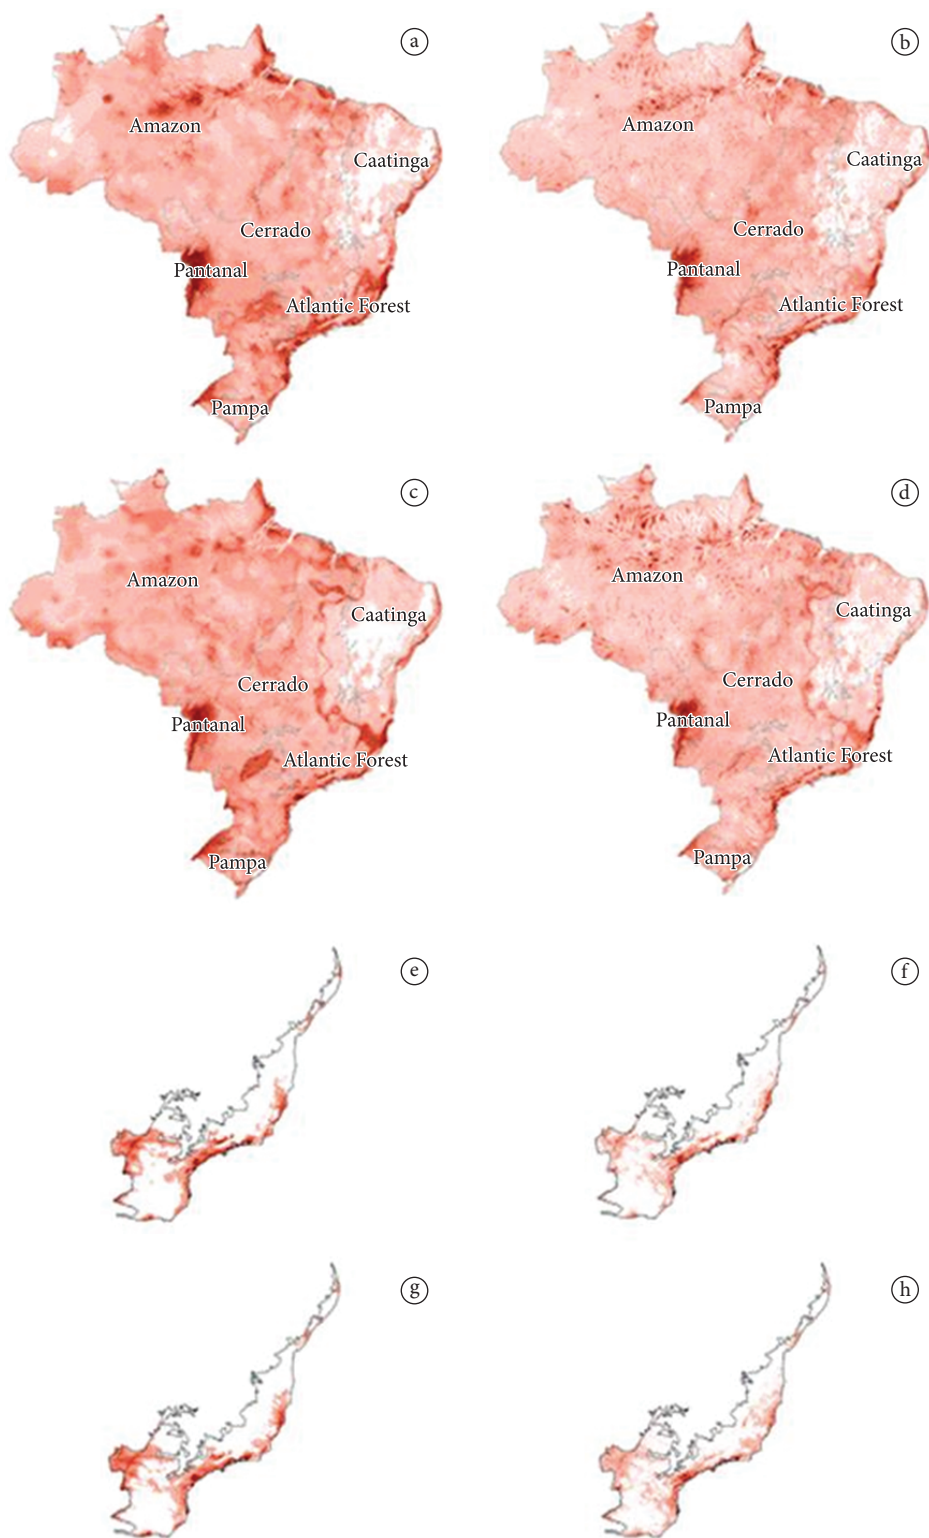 a
Amazon
Caatinga
Cerrado
Pantanal
Atlantic Forest
Pampa
b
Amazon
Caatinga
Cerrado
Pantanal
Atlantic Forest
Pampa
c
Amazon
Caatinga
Cerrado
Pantanal
Atlantic Forest
Pampa
d
Amazon
Caatinga
Cerrado
Pantanal
Atlantic Forest
Pampa
e
f
g
h